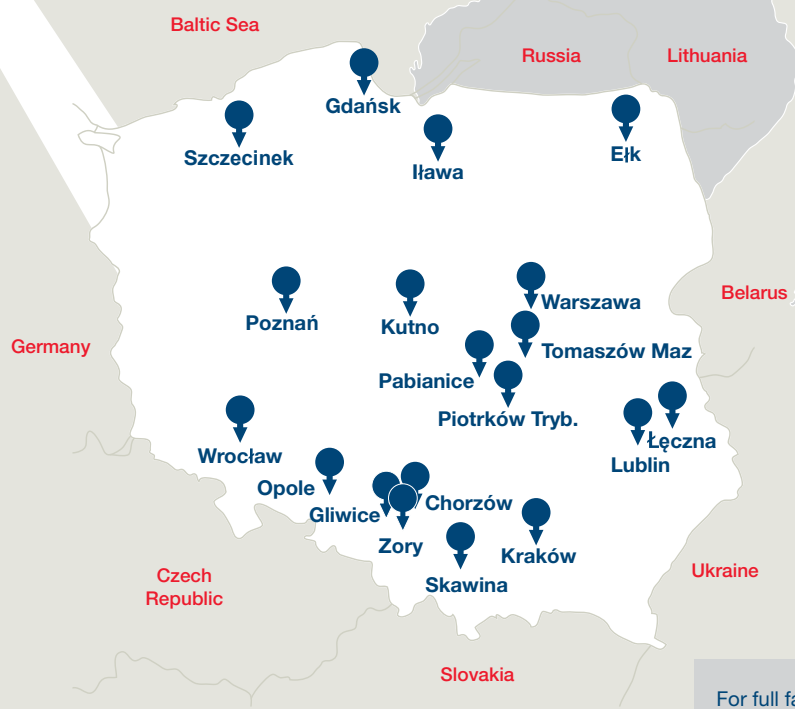 Baltic Sea
Russia
Lithuania
Gdańsk
Szczecinek
Iława
Ełk
Belarus
Warszawa
Poznań
Kutno
Germany
Tomaszów Maz
Pabianice
Piotrków Tryb.
Łęczna
Wrocław
Lublin
Opole
Chorzów
Gliwice
Zory
Kraków
Czech
Republic
Ukraine
Skawina
Slovakia
For full